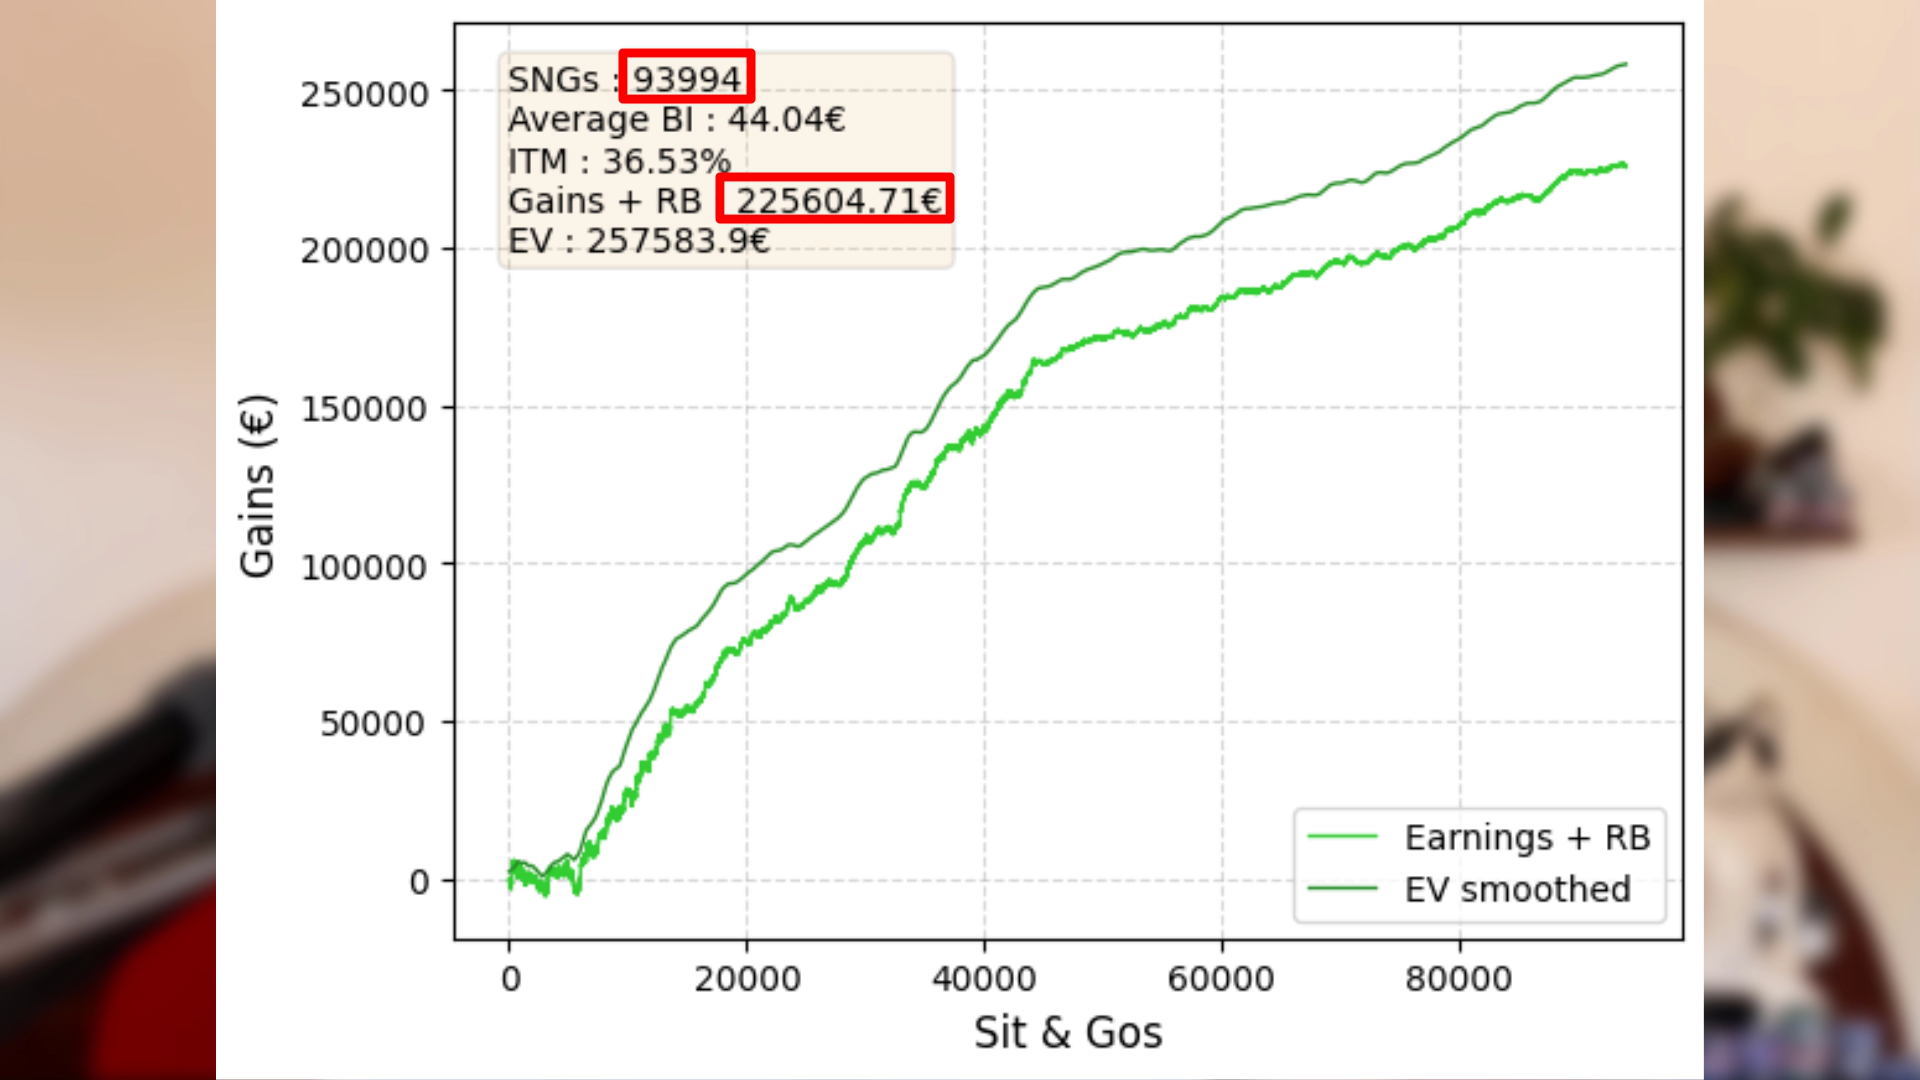 SNGs : 93994
Average BI : 44.04€
ITM : 36.53%
Gains + RB 225604.71€
EV : 257583.9€
250000
200000
150000
100000
50000
0
Gains (€)
0 20000 40000 60000 80000
Sit & Gos
Earnings + RB
EV smoothed